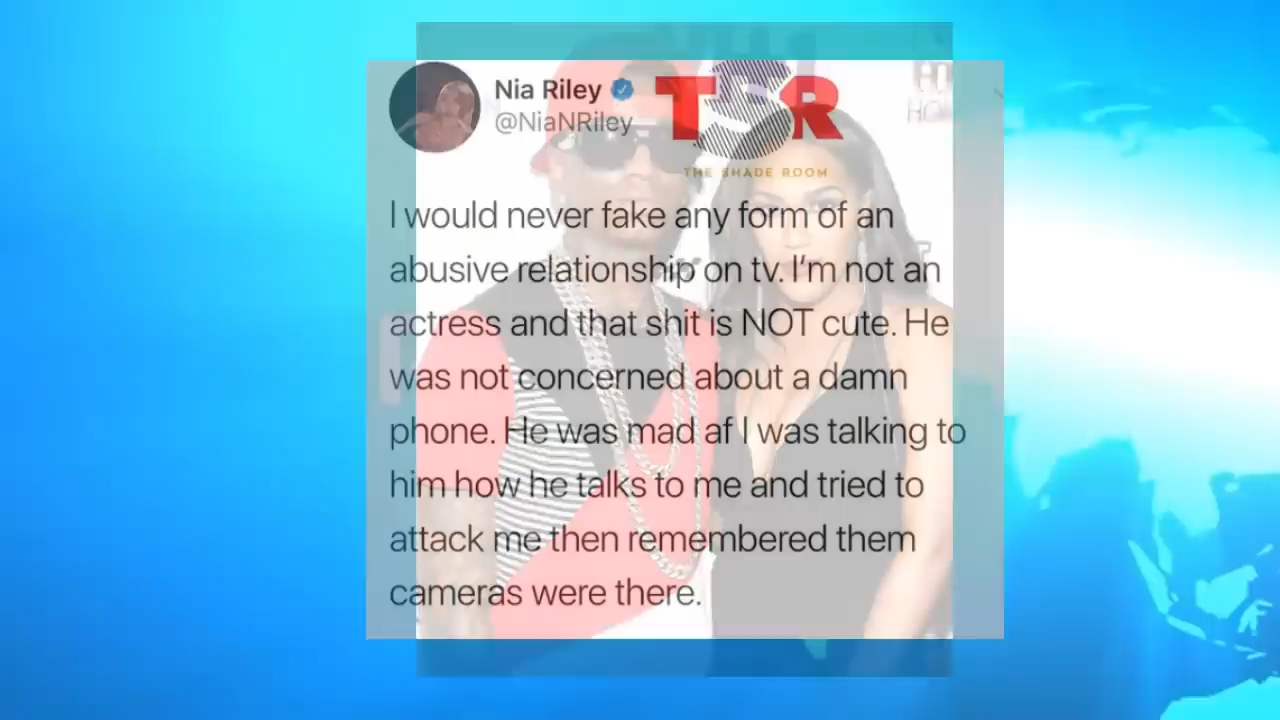 Nia Riley
@NiaNRiley
TSR
THE SHADE ROOM
I would never fake any form of an
abusive relationship on tv. I'm not an
actress and that shit is NOT cute. He
was not concerned about a damn
phone. He was mad af I was talking to
him how he talks to me and tried to
attack me then remembered them
cameras were there.